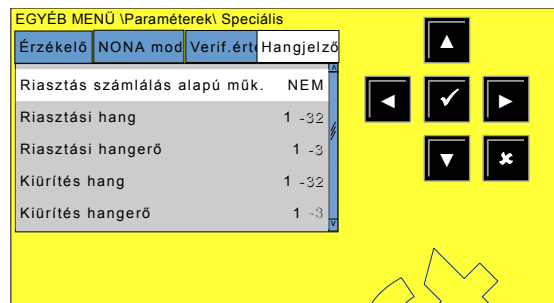 EGYÉB MENÜ \Paraméterek\ Speciális
Érzékelő NONA mod Verif.érte Hangjelző
Riasztás számlálás alapú műk. NEM
Riasztási hang 1 -32
Riasztási hangerő 1 -3
Kiürítés hang 1 -32
Kiürítés hangerő 1 -3